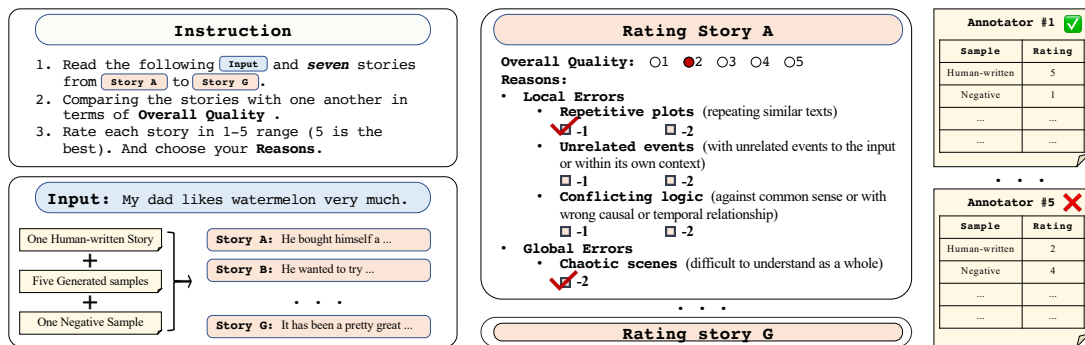 Instruction
1. Read the following Input and seven stories
from Story A to Story G .
2. Comparing the stories with one another in
terms of Overall Quality .
3. Rate each story in 1-5 range (5 is the
best). And choose your Reasons.
Input: My dad likes watermelon very much.
One Human-written Story
+
Five Generated samples
+
One Negative Sample
Story A: He bought himself a ...
Story B: He wanted to try ...
. . .
Story G: It has been a pretty great ...
Rating Story A
Overall Quality: 1 2 3 4 5
Reasons:
• Local Errors
• Repetitive plots (repeating similar texts)
-1 -2
• Unrelated events (with unrelated events to the input
or within its own context)
-1 -2
• Conflicting logic (against common sense or with
wrong causal or temporal relationship)
-1 -2
• Global Errors
• Chaotic scenes (difficult to understand as a whole)
-2
. . .
Rating story G
Annotator #1
Sample Rating
Human-written 5
Negative 1
... ...
... ...
. . .
Annotator #5
Sample Rating
Human-written 2
Negative 4
... ...
... ...